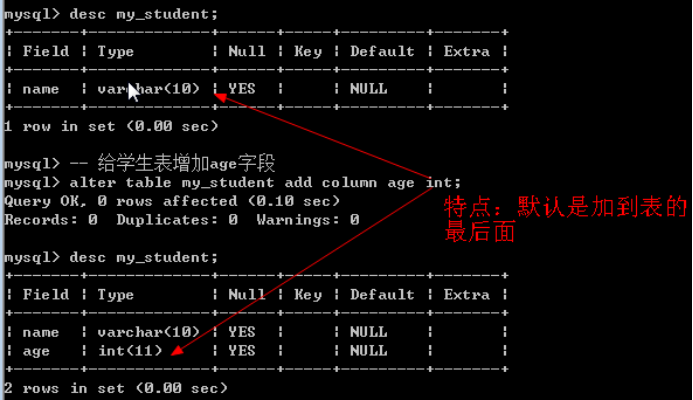 mysql> desc my_student;
+-------+-------------+------+-----+---------+-------+
| Field | Type        | Null | Key | Default | Extra |
+-------+-------------+------+-----+---------+-------+
| name  | varchar(10) | YES  |     | NULL    |       |
+-------+-------------+------+-----+---------+-------+
1 row in set (0.00 sec)
mysql> -- 给学生表增加age字段
mysql> alter table my_student add column age int;
Query OK, 0 rows affected (0.10 sec)
Records: 0  Duplicates: 0  Warnings: 0
特点：默认是加到表的
最后面
mysql> desc my_student;
+-------+-------------+------+-----+---------+-------+
| Field | Type        | Null | Key | Default | Extra |
+-------+-------------+------+-----+---------+-------+
| name  | varchar(10) | YES  |     | NULL    |       |
| age   | int(11)     | YES  |     | NULL    |       |
+-------+-------------+------+-----+---------+-------+
2 rows in set (0.00 sec)